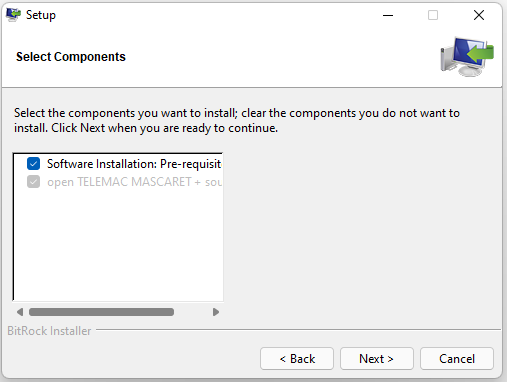 Setup
Select Components
Select the components you want to install; clear the components you do not want to
install. Click Next when you are ready to continue.
Software Installation: Pre-requisit
open TELEMAC MASCARET + sou
BitRock Installer
< Back
Next >
Cancel